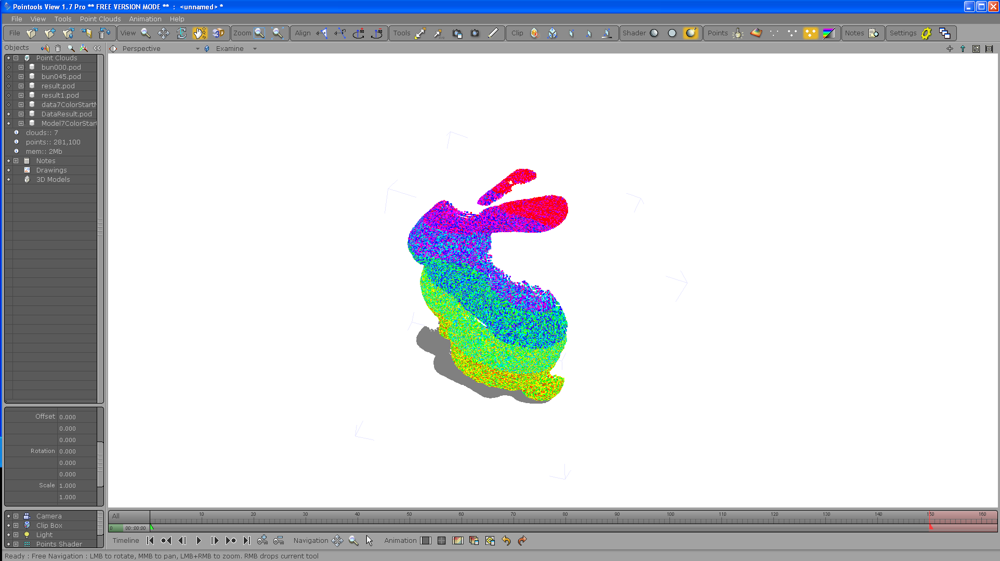 Pointools View 1.7 Pro ** FREE VERSION MODE ** : <unnamed> *
File View Tools Point Clouds Animation Help
File View 3D Zoom Align Tools Clip Shader Points Notes Settings
Objects Perspective Examine
Point Clouds
bun000.pod
bun045.pod
result.pod
result1.pod
data7ColorStart
DataResult.pod
Model7ColorStar
clouds:: 7
points:: 281,100
mem:: 2Mb
Notes
Drawings
3D Models
Offset 0.000
0.000
0.000
Rotation 0.000
0.000
0.000
Scale 1.000
1.000
Camera
Clip Box
Light
Points Shader
All 10 20 30 40 50 60 70 80 90 100 110 120 130 140 150 160
0 00::00:00
Timeline Navigation Animation
Ready : Free Navigation : LMB to rotate, MMB to pan, LMB+RMB to zoom. RMB drops current tool